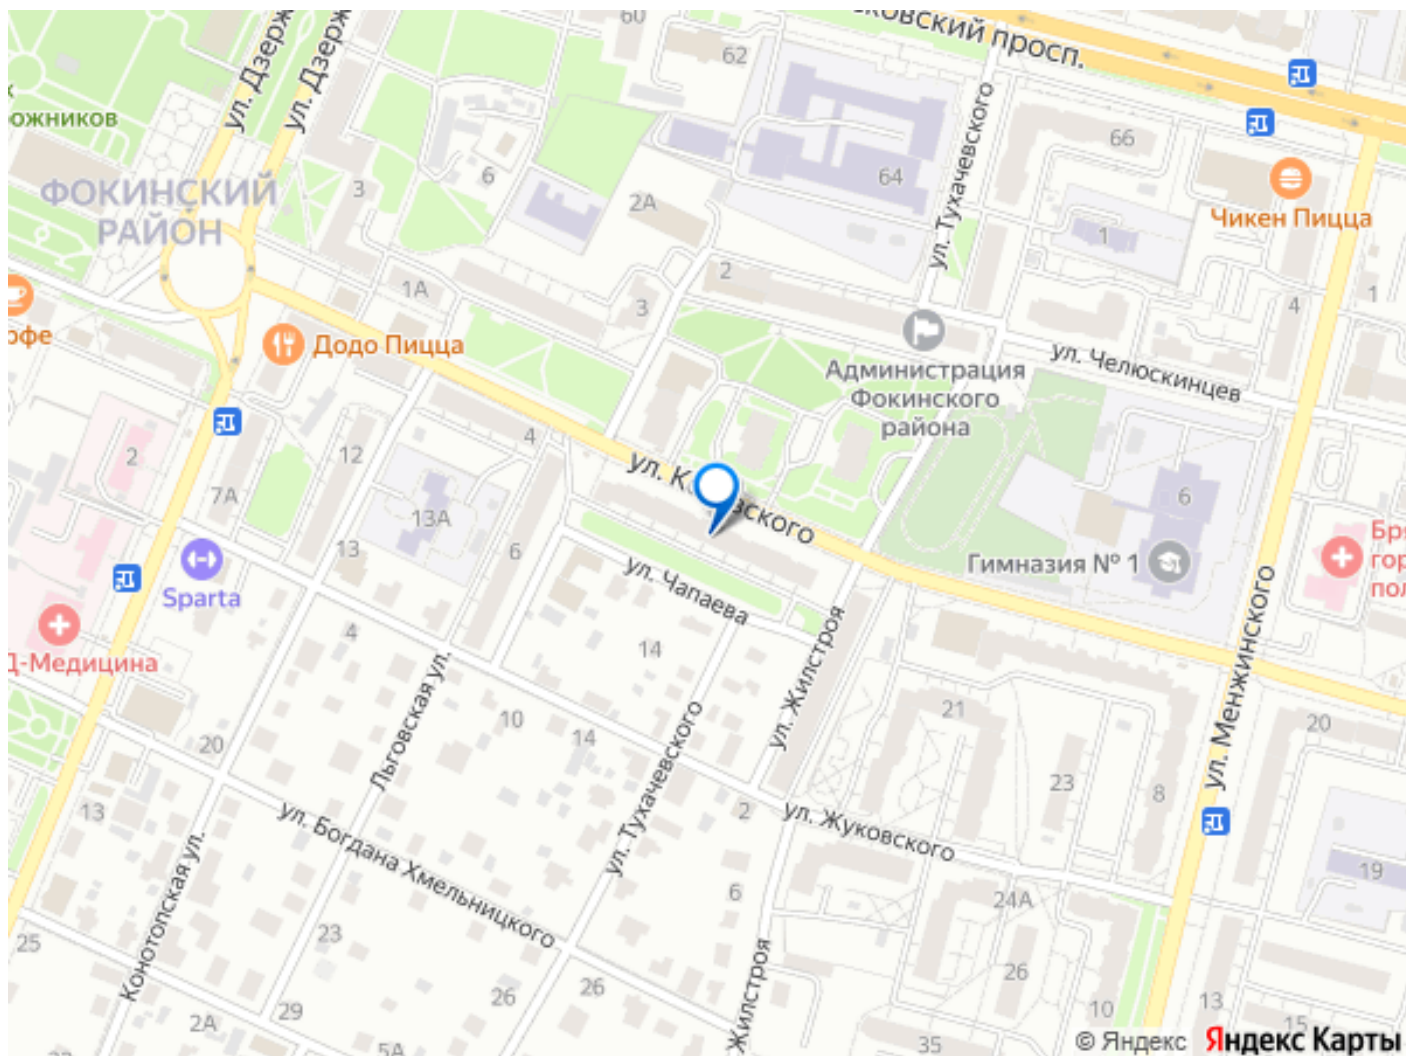 60
62
ковский просп.
ул. Дзерж
ул. Дзерж
ожников
66
64
6
3
2А
1
ул. Тухачевского
Чикен Пицца
ФОКИНСКИЙ
РАЙОН
2
1А
3
4
1
офе
Додо Пицца
ул. Челюскинцев
Администрация
Фокинского
района
2
12
4
7А
13А
13
6
6
вского
Гимназия № 1
Бря
гор
пол
Sparta
ул. Чапаева
Д-Медицина
4
14
10
14
20
Льговская ул.
ул. Тухачевского
ул. Жилстроя
21
23
8
20
ул. Менжинского
13
ул. Богдана Хмельницкого
2
ул. Жуковского
19
Конотопская ул.
6
24А
25
23
26
26
26
29
2А
5А
Жилстроя
35
10
13
15
© Яндекс Яндекс Карты